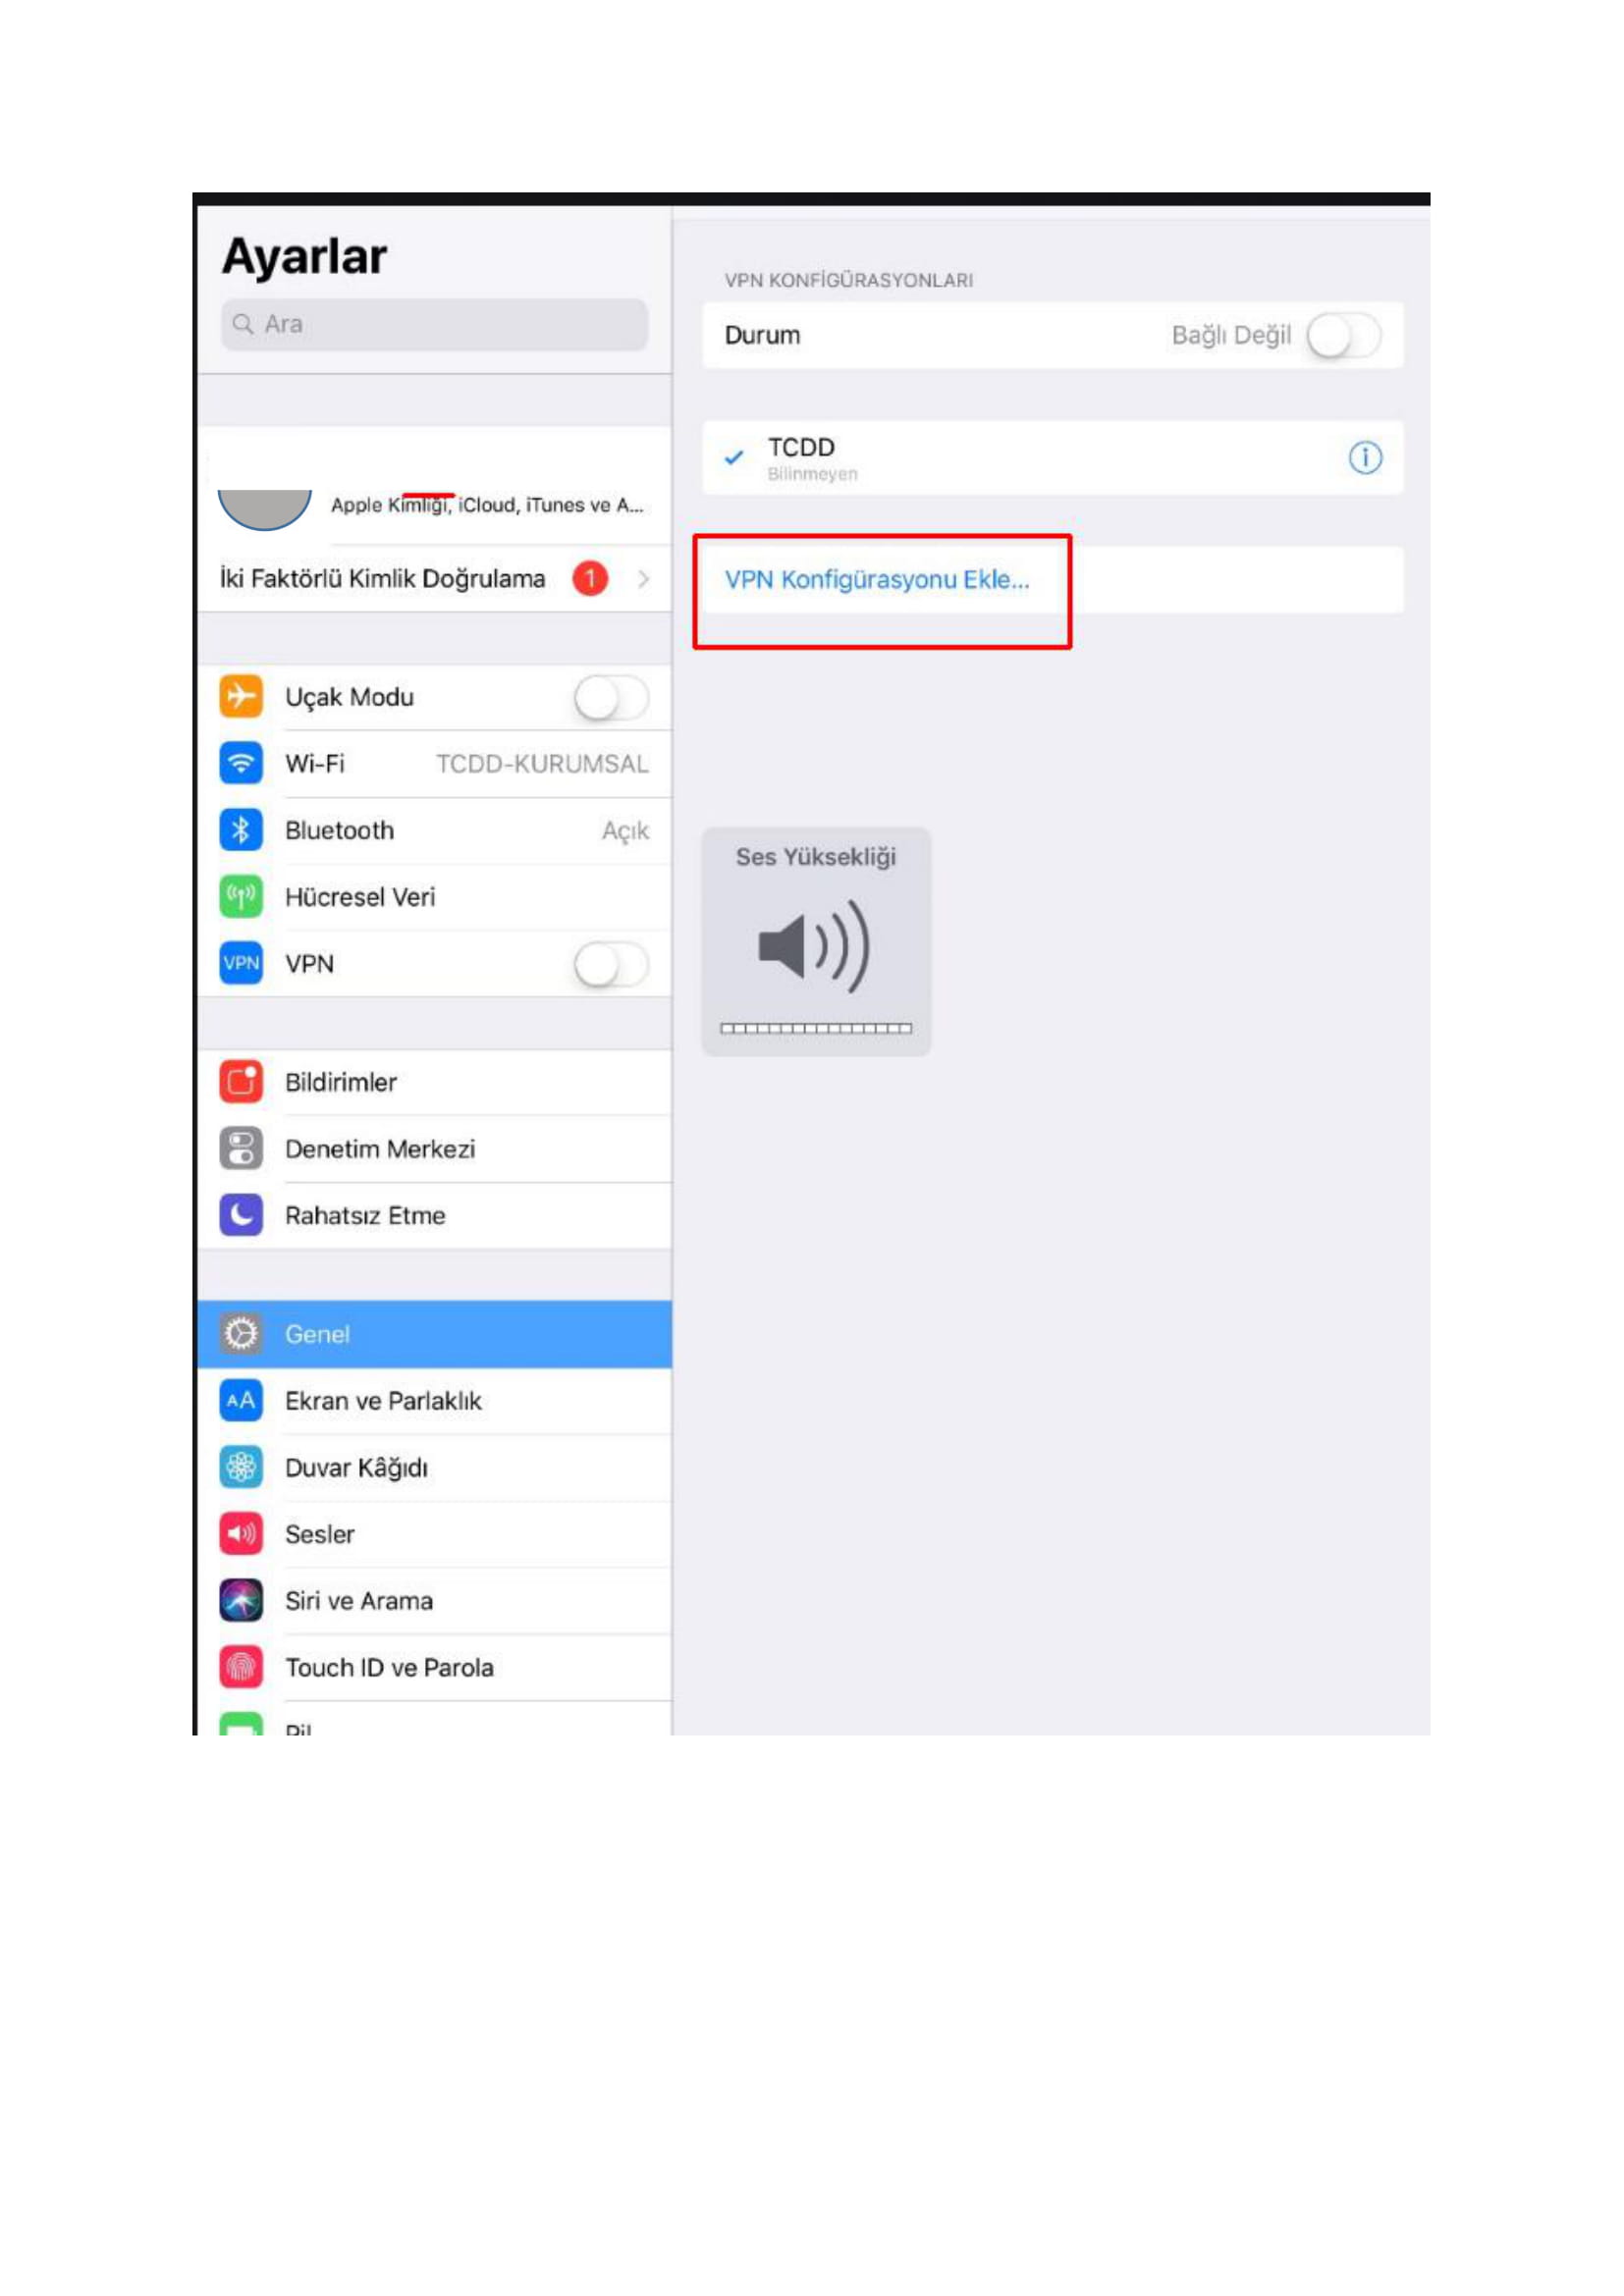 Ayarlar
Ara
Apple Kimliği, iCloud, iTunes ve A...
İki Faktörlü Kimlik Doğrulama 1
Uçak Modu
Wi-Fi TCDD-KURUMSAL
Bluetooth Açık
Hücresel Veri
VPN VPN
Bildirimler
Denetim Merkezi
Rahatsız Etme
Genel
AA Ekran ve Parlaklık
Duvar Kâğıdı
Sesler
Siri ve Arama
Touch ID ve Parola
Pil
VPN KONFİGÜRASYONLARI
Durum Bağlı Değil
TCDD
Bilinmeyen
VPN Konfigürasyonu Ekle...
Ses Yüksekliği